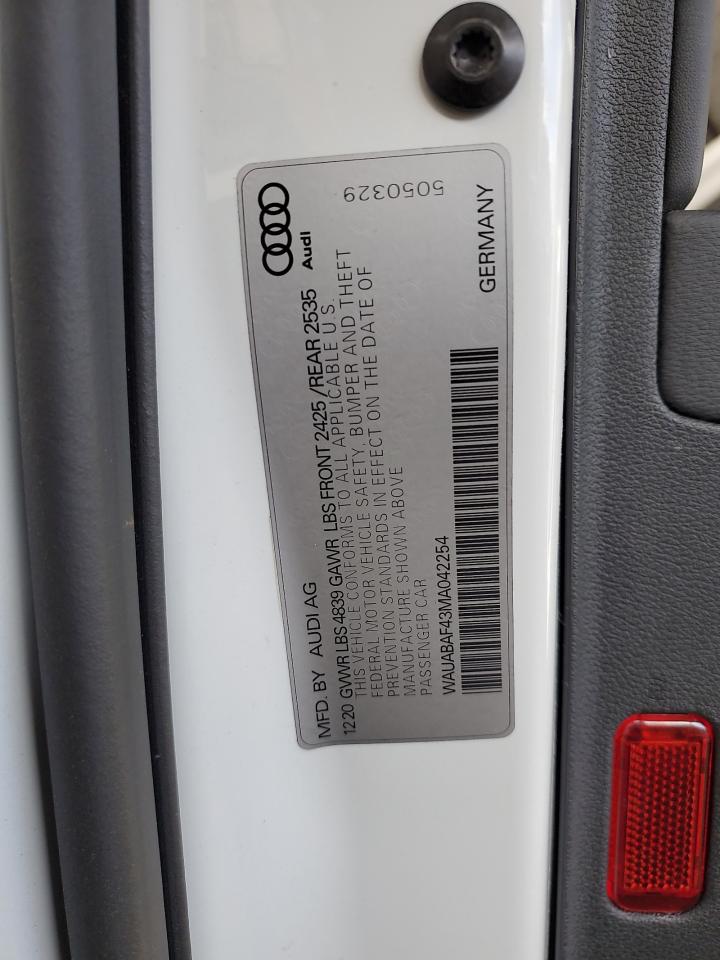 MFD. BY AUDI AG Audi
1220 GVWR LBS4839 GAWR LBS FRONT 2425 /REAR 2535
THIS VEHICLE CONFORMS TO ALL APPLICABLE U.S.
FEDERAL MOTOR VEHICLE SAFETY, BUMPER AND THEFT
PREVENTION STANDARDS IN EFFECT ON THE DATE OF
MANUFACTURE SHOWN ABOVE
PASSENGER CAR
WAUABAF43MA042254
GERMANY
5050329